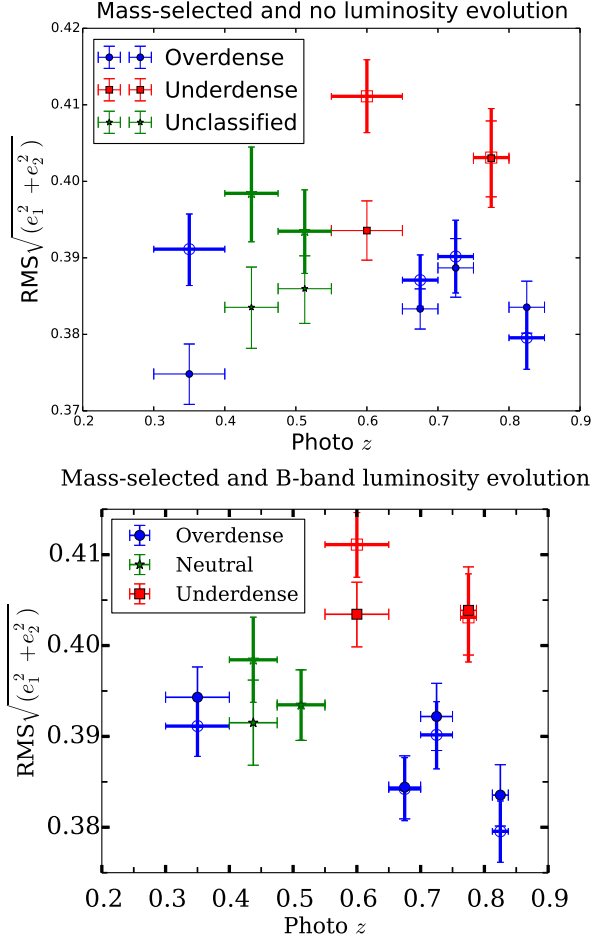 Mass-selected and no luminosity evolution
0.42
0.41
0.40
0.39
0.38
0.37
RMS√(e₁² + e₂²)
Overdense
Underdense
Unclassified
0.2 0.3 0.4 0.5 0.6 0.7 0.8 0.9
Photo z
Mass-selected and B-band luminosity evolution
0.41
0.40
0.39
0.38
RMS√(e₁² + e₂²)
Overdense
Neutral
Underdense
0.2 0.3 0.4 0.5 0.6 0.7 0.8 0.9
Photo z